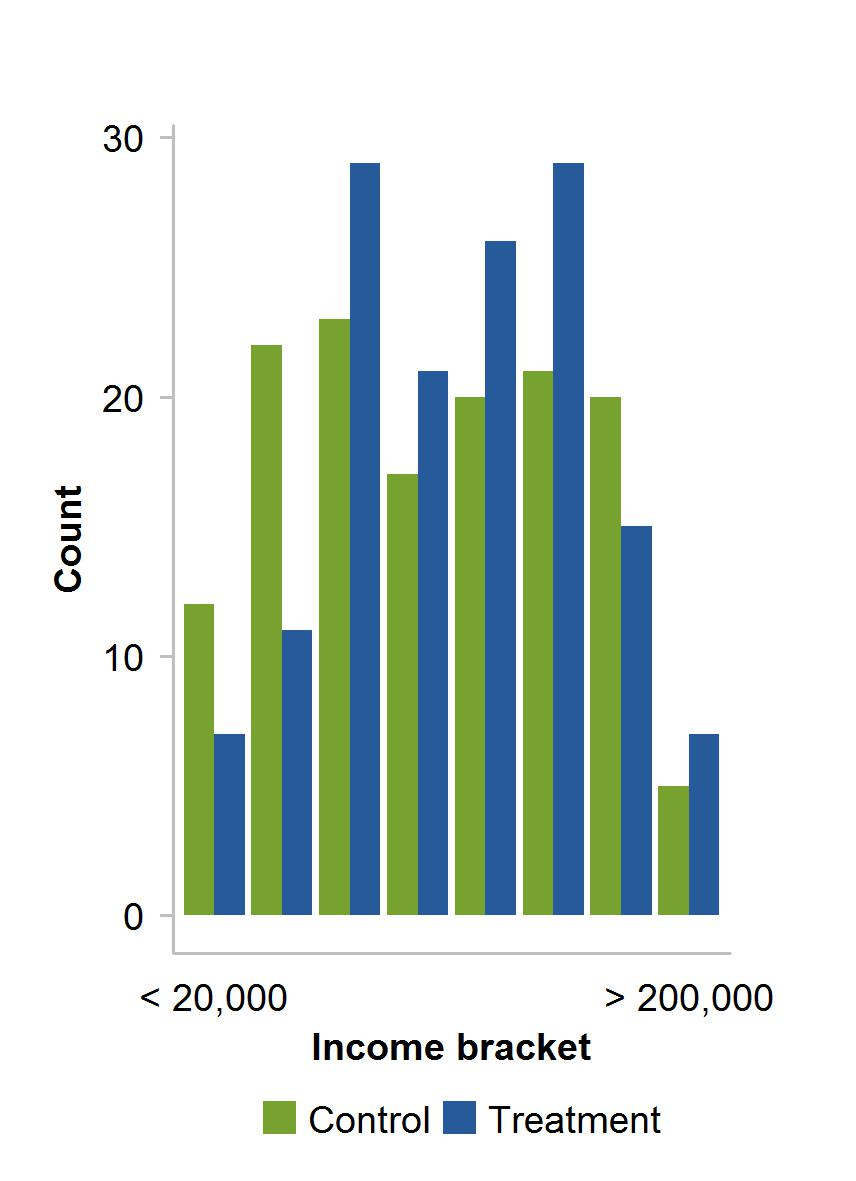 30
20
10
0
Count
< 20,000 > 200,000
Income bracket
Control Treatment